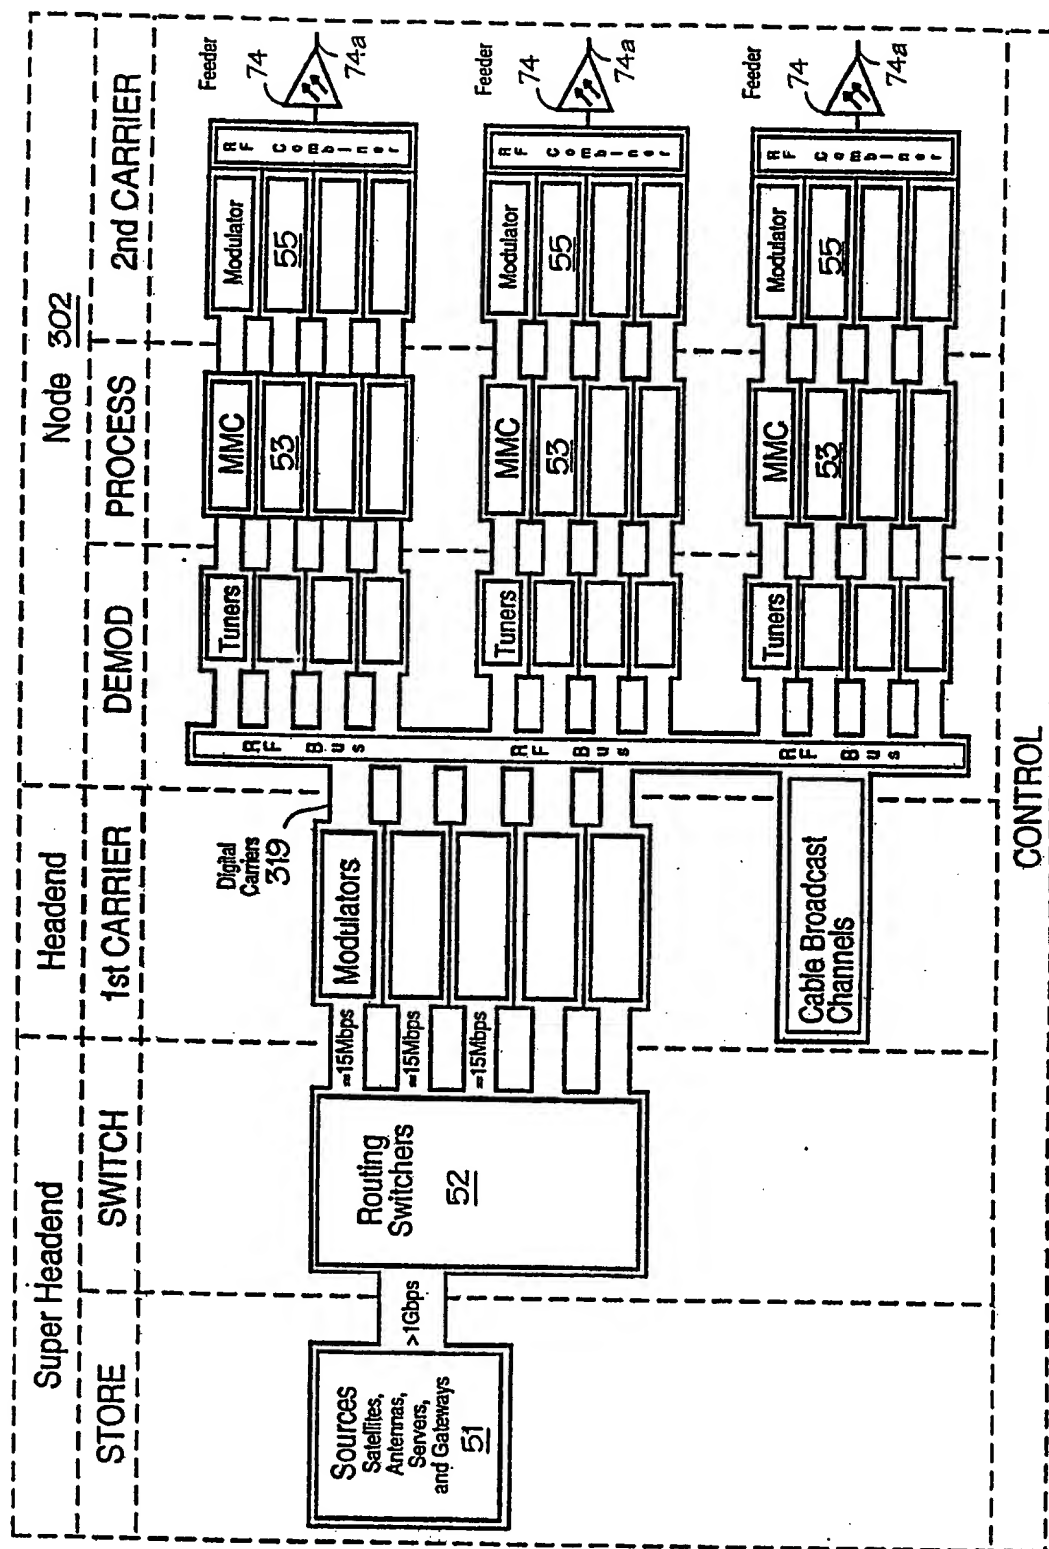 Super Headend
Headend
Node 302
STORE
SWITCH
1st CARRIER
DEMOD
PROCESS
2nd CARRIER
Sources
Satellites,
Antennas,
Servers,
and Gateways
51
>1Gbps
Routing
Switchers
52
≈15Mbps
≈15Mbps
≈15Mbps
Modulators
Digital
Carriers
319
Cable Broadcast
Channels
RF Bus
RF Bus
RF Bus
Tuners
MMC
53
Modulator
55
RF Combiner
Feeder
74
74a
Tuners
MMC
53
Modulator
55
RF Combiner
Feeder
74
74a
Tuners
MMC
53
Modulator
55
RF Combiner
Feeder
74
74a
CONTROL